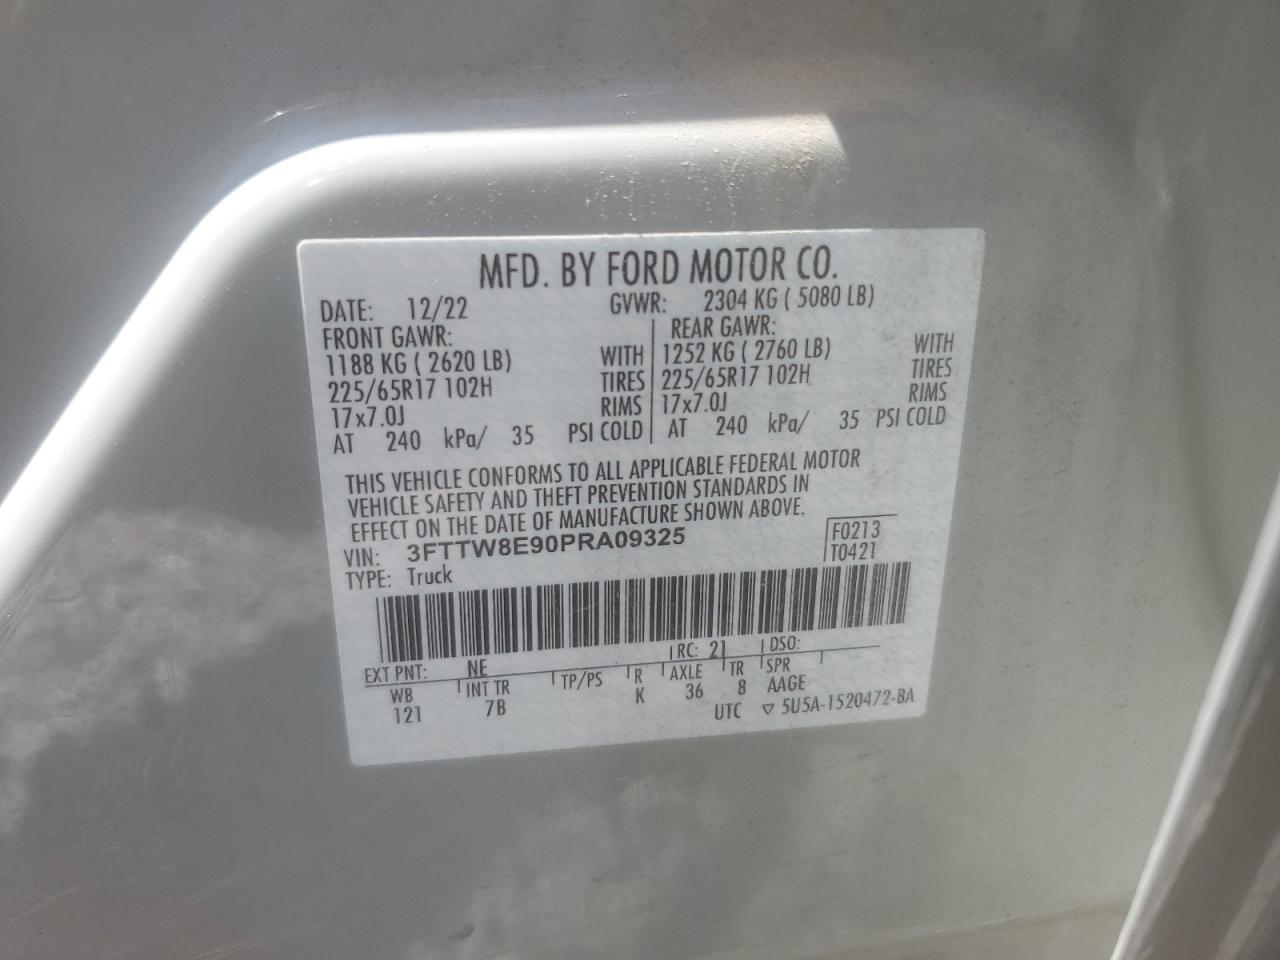 MFD. BY FORD MOTOR CO.
DATE: 12/22 GVWR: 2304 KG ( 5080 LB)
FRONT GAWR: REAR GAWR:
1188 KG ( 2620 LB) WITH 1252 KG ( 2760 LB) WITH
225/65R17 102H TIRES 225/65R17 102H TIRES
17x7.0J RIMS 17x7.0J RIMS
AT 240 kPa/ 35 PSI COLD AT 240 kPa/ 35 PSI COLD
THIS VEHICLE CONFORMS TO ALL APPLICABLE FEDERAL MOTOR
VEHICLE SAFETY AND THEFT PREVENTION STANDARDS IN
EFFECT ON THE DATE OF MANUFACTURE SHOWN ABOVE.
VIN: 3FTTW8E90PRA09325 F0213
TYPE: Truck T0421
EXT PNT: NE RC: 21 DSO:
WB INT TR TP/PS R AXLE TR SPR
121 7B K 36 8 AAGE
UTC ▽ 5U5A-1520472-BA